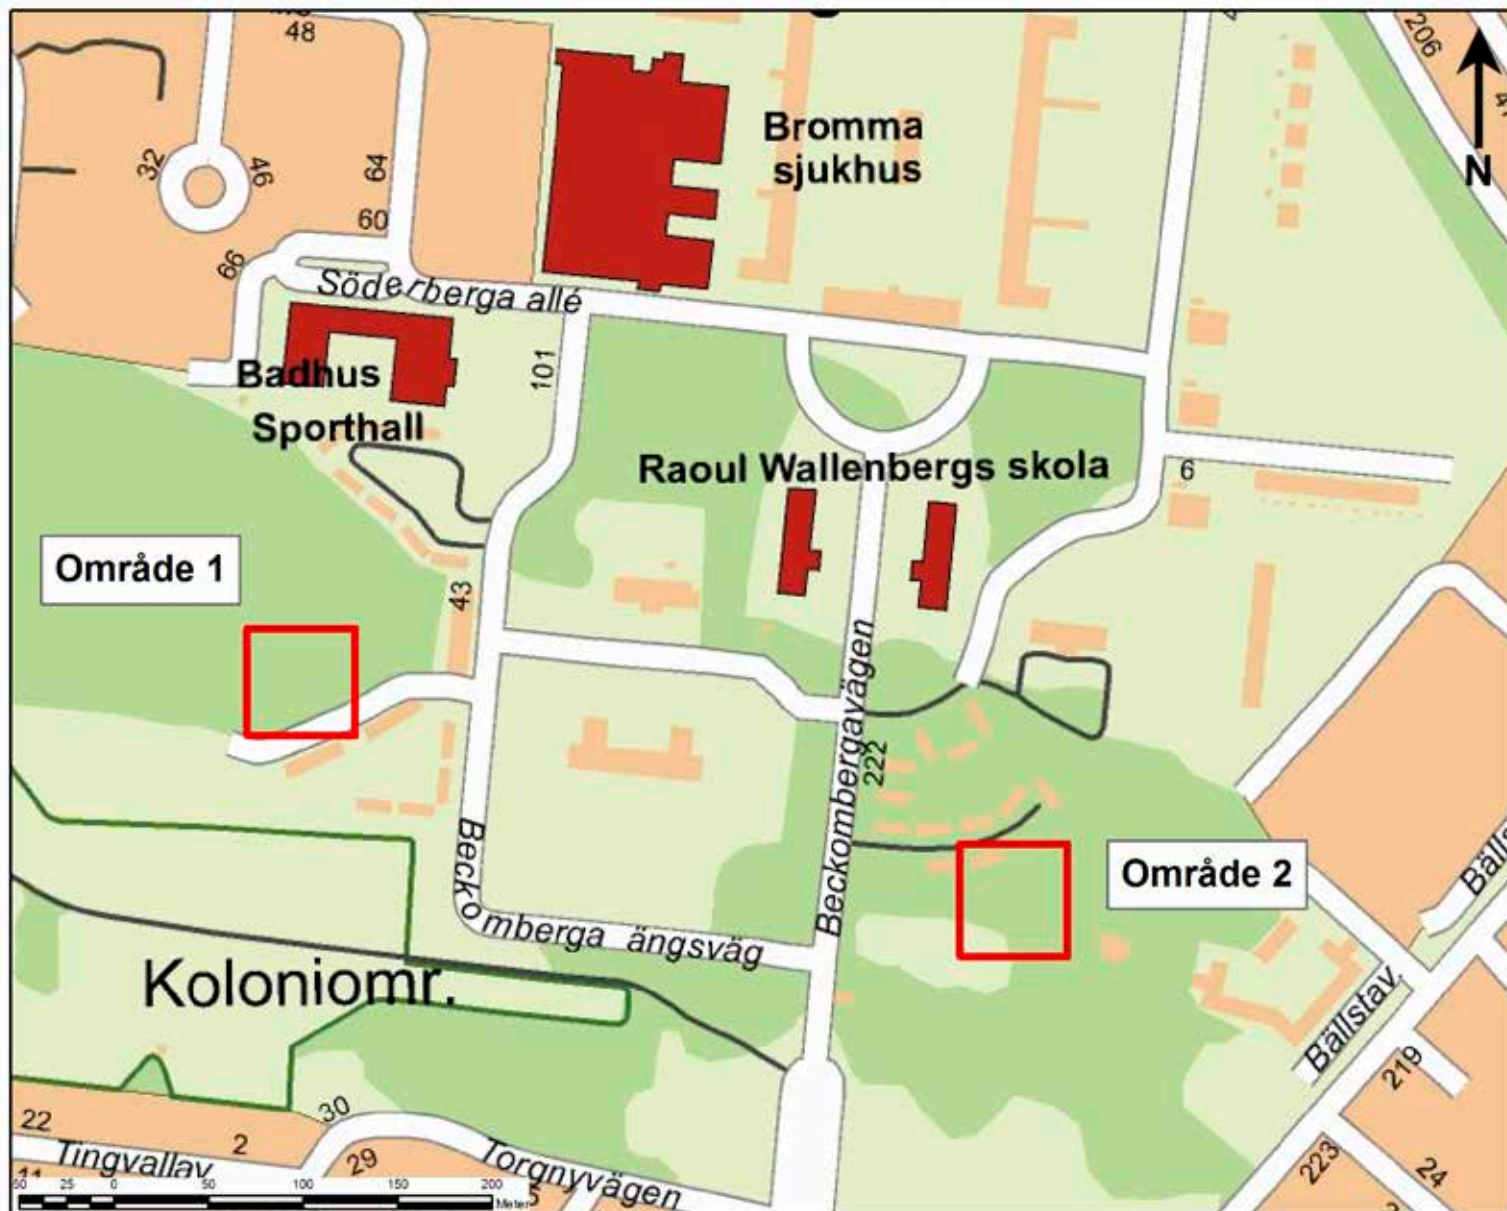 48
206
Bromma
sjukhus
N
32
46
64
60
66
Söderberga allé
Badhus
Sporthall
101
Raoul Wallenbergs skola
6
Område 1
43
Beckombergavägen
222
Område 2
Beckomberga ängsväg
Koloniomr.
Bällstav.
219
223
24
22
2
30
29
Tingvallav
Torgnyvägen
50 25 0 50 100 150 200
Meter